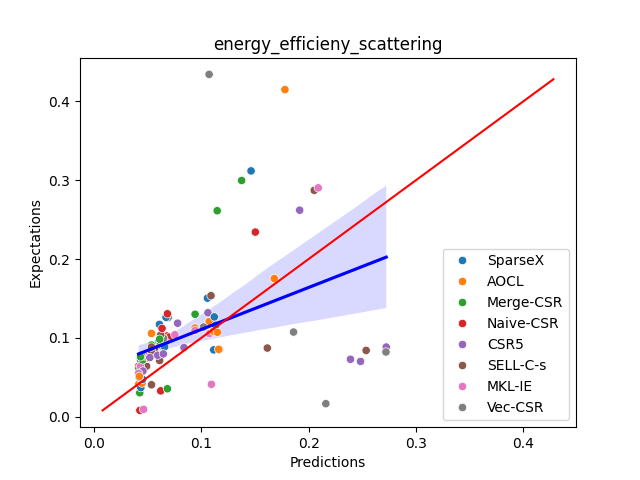 energy_efficieny_scattering
Expectations
0.4
0.3
0.2
0.1
0.0
SparseX
AOCL
Merge-CSR
Naive-CSR
CSR5
SELL-C-s
MKL-IE
Vec-CSR
0.0 0.1 0.2 0.3 0.4
Predictions